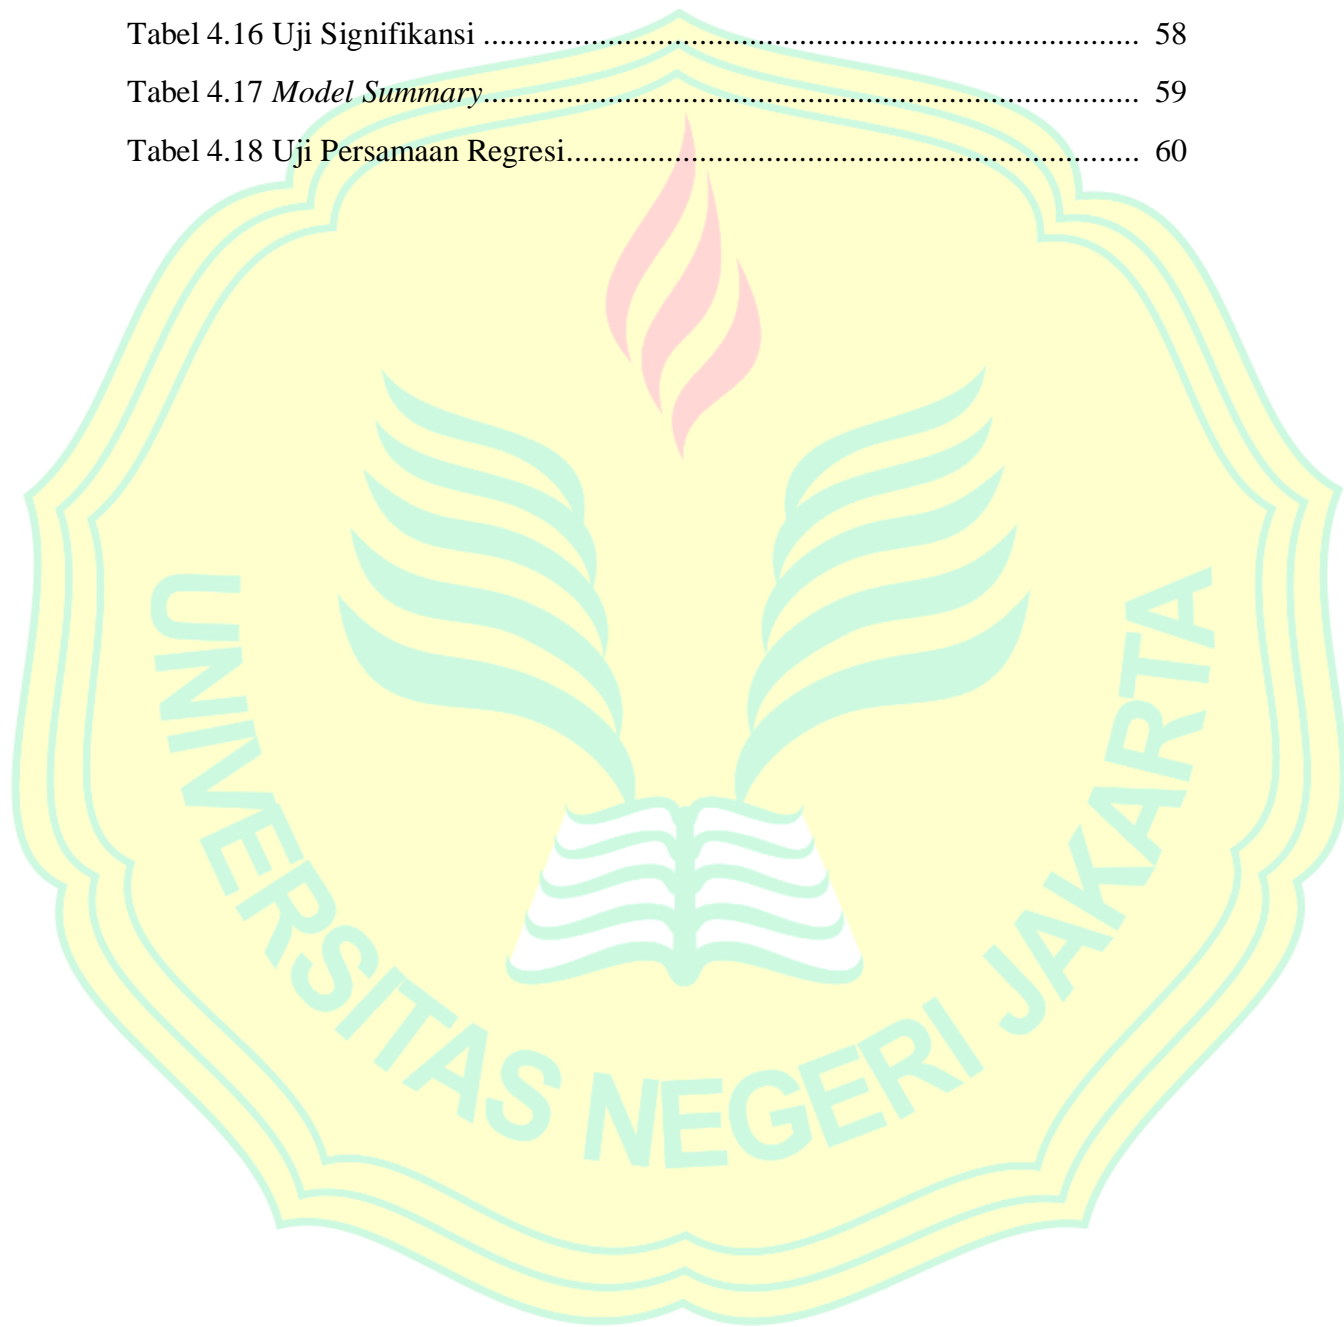 Tabel 4.16 Uji Signifikansi ................................................................................... 58
Tabel 4.17 Model Summary................................................................................... 59
Tabel 4.18 Uji Persamaan Regresi......................................................................... 60
UNIVERSITAS NEGERI JAKARTA